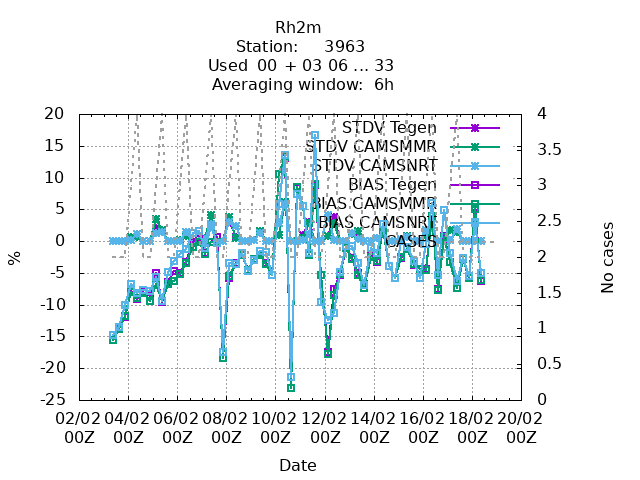 Rh2m
Station: 3963
Used 00 + 03 06 ... 33
Averaging window: 6h
20 4
STDV Tegen
15 3.5
STDV CAMSMMR
STDV CAMSNRT
10 3
BIAS Tegen
5 BIAS CAMSMMR 2.5
BIAS CAMSNRT
0 CASES 2
-5
-10 1.5
-15 1
-20 0.5
-25 0
%
No cases
02/02 04/02 06/02 08/02 10/02 12/02 14/02 16/02 18/02 20/02
00Z 00Z 00Z 00Z 00Z 00Z 00Z 00Z 00Z 00Z
Date